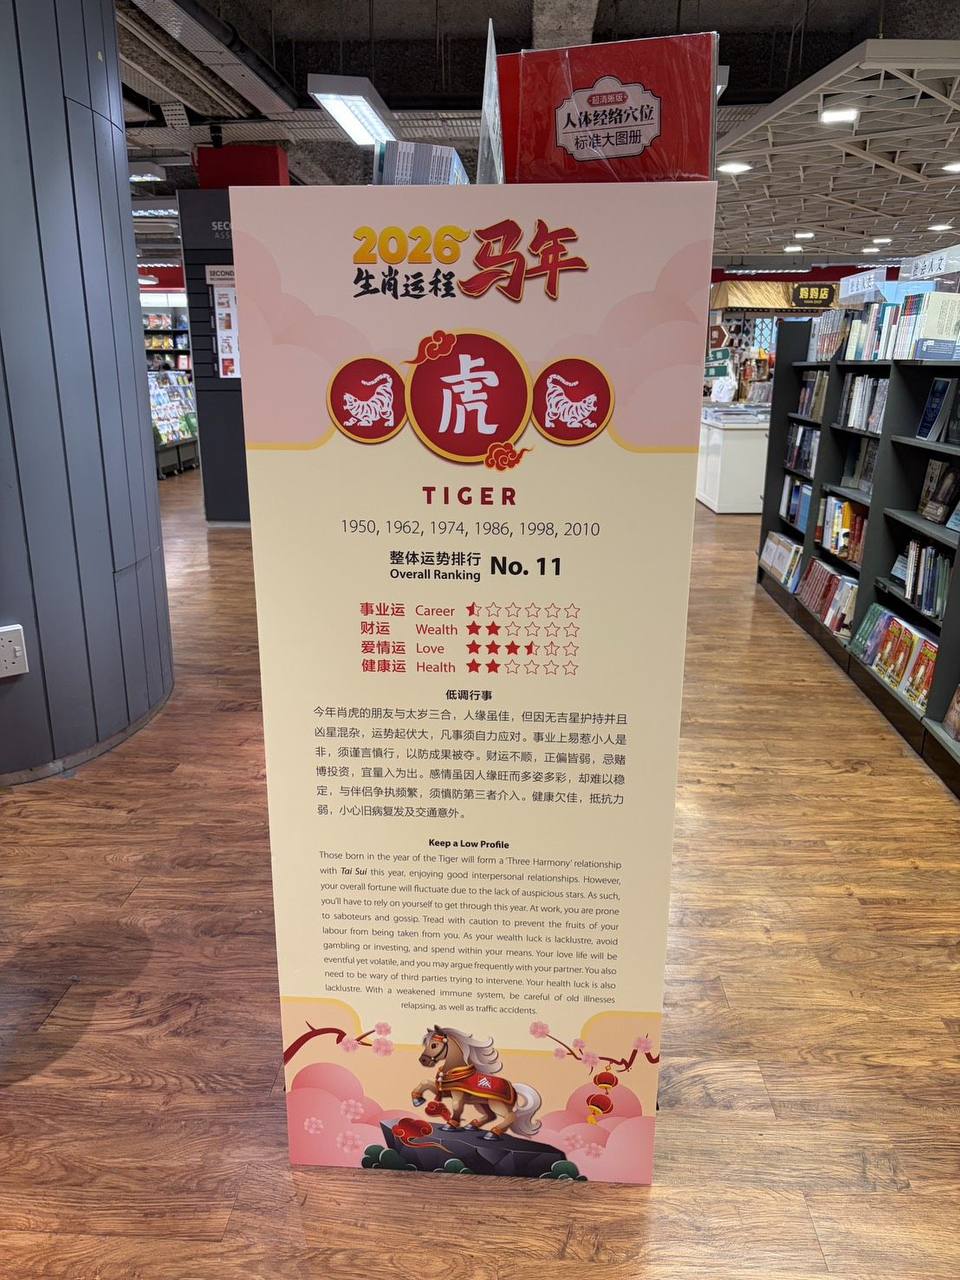 超清张版
人体经络穴位
标准大图册
SECO
SECOND
2026
生肖运程
马年
虎
TIGER
1950, 1962, 1974, 1986, 1998, 2010
整体运势排行
Overall Ranking
No. 11
事业运 Career
财运 Wealth
爱情运 Love
健康运 Health
低调行事
今年肖虎的朋友与太岁三合，人缘虽佳，但因无吉星护持并且
凶星混杂，运势起伏大，凡事须自力应对。事业上易惹小人是
非，须谨言慎行，以防成果被夺。财运不顺，正偏皆弱，忌赌
博投资，宜量入为出。感情虽因人缘旺而多姿多彩，却难以稳
定，与伴侣争执频繁，须慎防第三者介入。健康欠佳，抵抗力
弱，小心旧病复发及交通意外。
Keep a Low Profile
Those born in the year of the Tiger will form a 'Three Harmony' relationship
with Tai Sui this year, enjoying good interpersonal relationships. However,
your overall fortune will fluctuate due to the lack of auspicious stars. As such,
you'll have to rely on yourself to get through this year. At work, you are prone
to saboteurs and gossip. Tread with caution to prevent the fruits of your
labour from being taken from you. As your wealth luck is lacklustre, avoid
gambling or investing, and spend within your means. Your love life will be
eventful yet volatile, and you may argue frequently with your partner. You also
need to be wary of third parties trying to intervene. Your health luck is also
lacklustre. With a weakened immune system, be careful of old illnesses
relapsing, as well as traffic accidents.